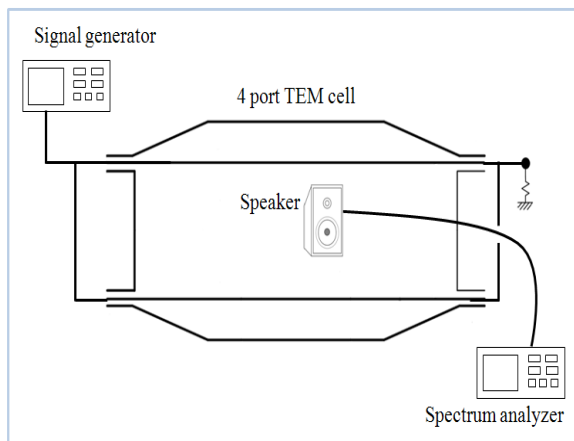 Signal generator
4 port TEM cell
Speaker
Spectrum analyzer